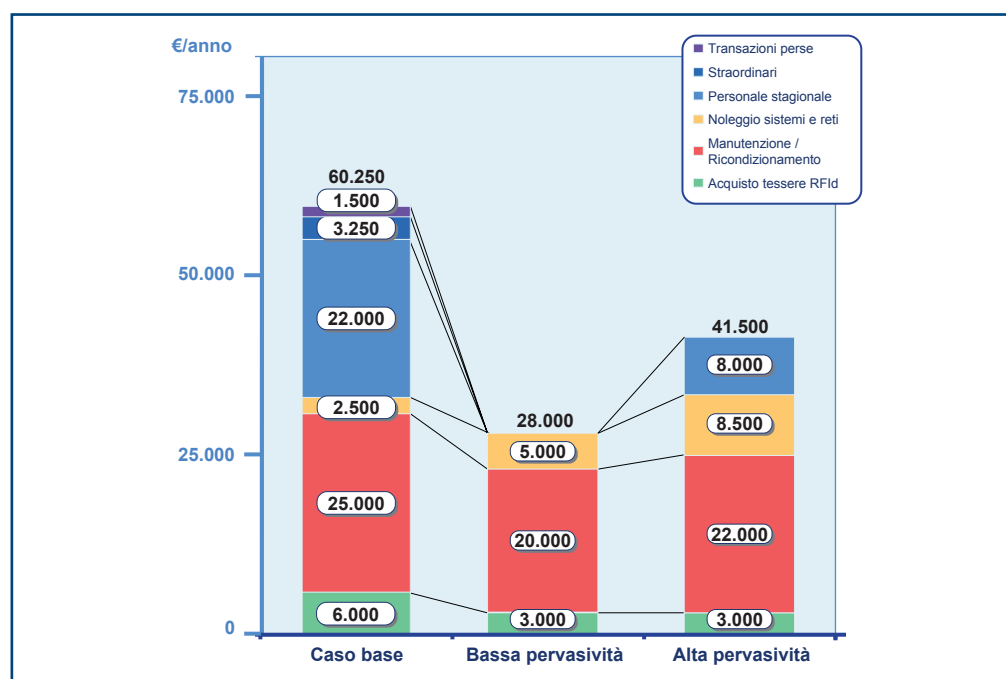 €/anno
75.000
50.000
25.000
0
Transazioni perse
Straordinari
Personale stagionale
Noleggio sistemi e reti
Manutenzione /
Ricondizionamento
Acquisto tessere RFId
60.250
1.500
3.250
22.000
2.500
25.000
6.000
28.000
5.000
20.000
3.000
41.500
8.000
8.500
22.000
3.000
Caso base
Bassa pervasività
Alta pervasività